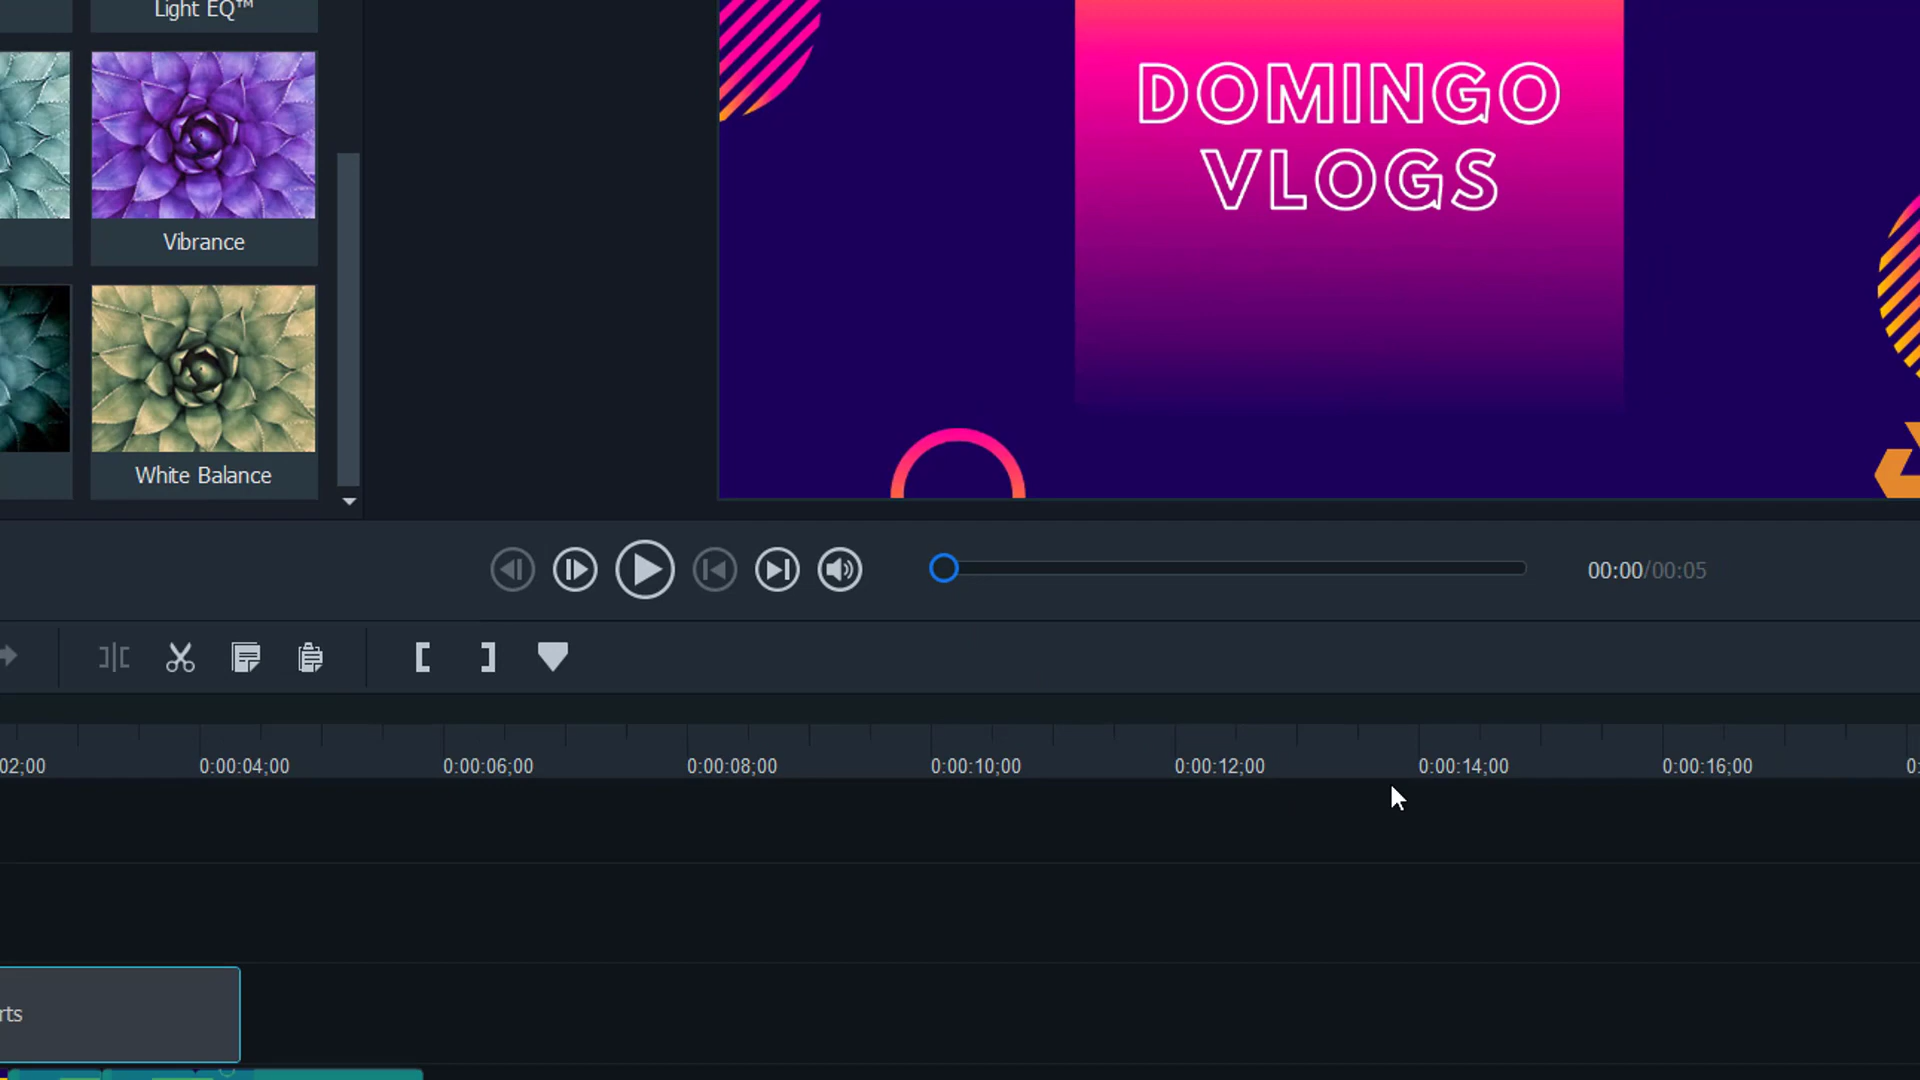 Light EQ™
Vibrance
White Balance
DOMINGO
VLOGS
00:00/00:05
02;00
0:00:04;00
0:00:06;00
0:00:08;00
0:00:10;00
0:00:12;00
0:00:14;00
0:00:16;00
0:
rts